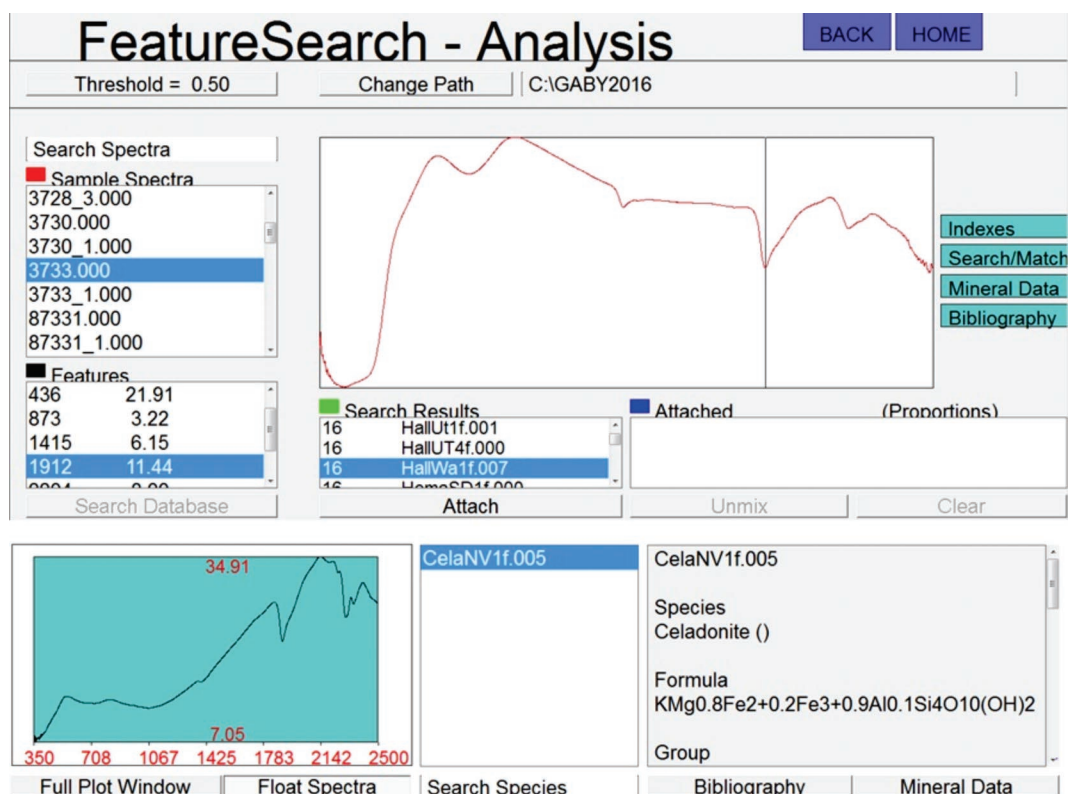 FeatureSearch - Analysis
BACK
HOME
Threshold = 0.50
Change Path
C:\GABY2016
Search Spectra
Sample Spectra
3728_3.000
3730.000
3730_1.000
3733.000
3733_1.000
87331.000
87331_1.000
Indexes
Search/Match
Mineral Data
Bibliography
Features
436 21.91
873 3.22
1415 6.15
1912 11.44
Search Database
Search Results
16 HallUt1f.001
16 HallUT4f.000
16 HallWa1f.007
16 HemaSD1f.000
Attach
Attached (Proportions)
Unmix
Clear
34.91
7.05
350 708 1067 1425 1783 2142 2500
Full Plot Window
Float Spectra
CelaNV1f.005
Search Species
CelaNV1f.005
Species
Celadonite ()
Formula
KMg0.8Fe2+0.2Fe3+0.9Al0.1Si4O10(OH)2
Group
Bibliography
Mineral Data